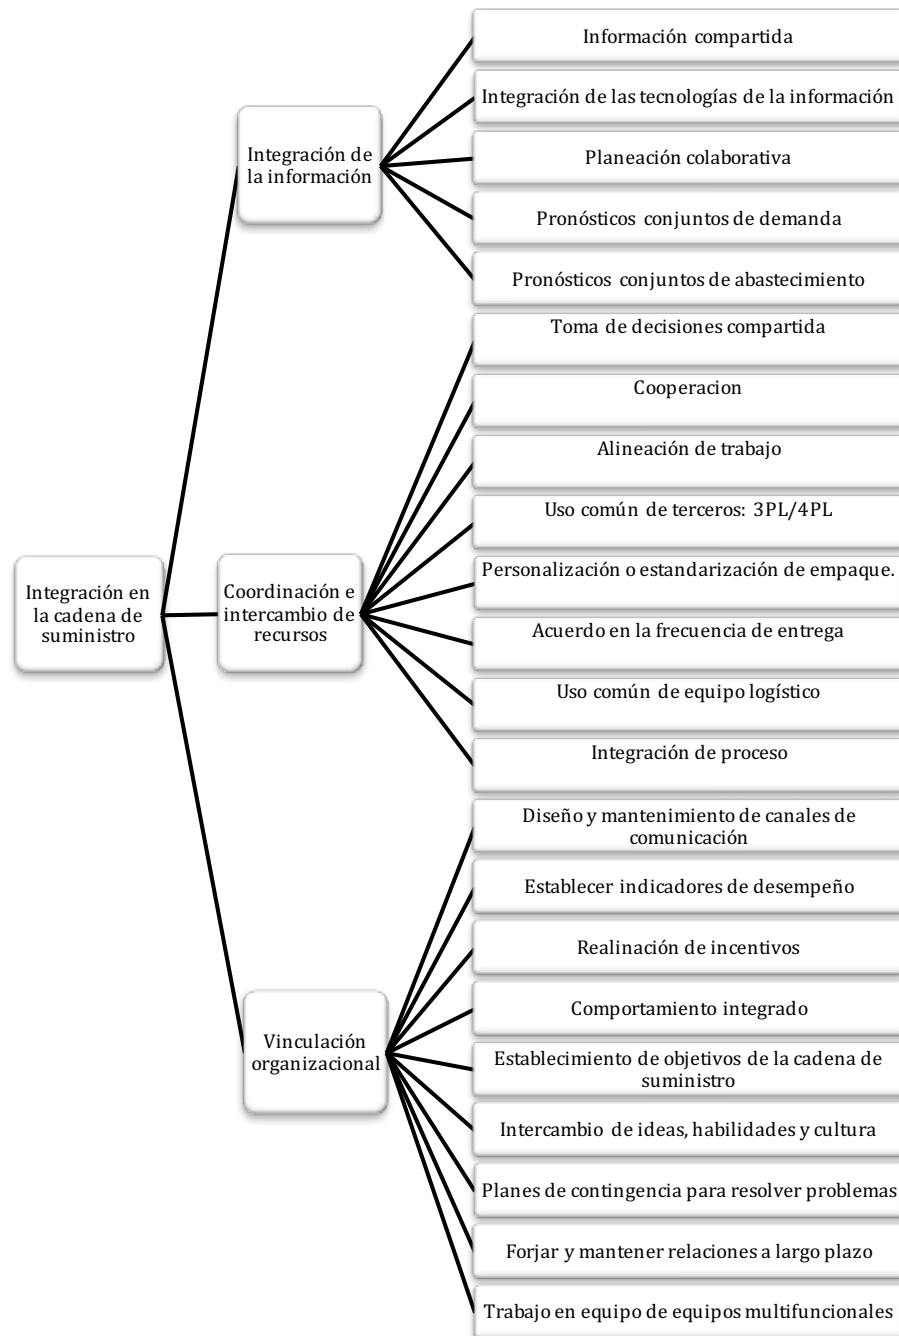 Información compartida
Integración de las tecnologías de la información
Integración de
la información
Planeación colaborativa
Pronósticos conjuntos de demanda
Pronósticos conjuntos de abastecimiento
Toma de decisiones compartida
Cooperacion
Alineación de trabajo
Uso común de terceros: 3PL/4PL
Integración en
la cadena de
suministro
Coordinación e
intercambio de
recursos
Personalización o estandarización de empaque.
Acuerdo en la frecuencia de entrega
Uso común de equipo logístico
Integración de proceso
Diseño y mantenimiento de canales de
comunicación
Establecer indicadores de desempeño
Realinación de incentivos
Vinculación
organizacional
Comportamiento integrado
Establecimiento de objetivos de la cadena de
suministro
Intercambio de ideas, habilidades y cultura
Planes de contingencia para resolver problemas
Forjar y mantener relaciones a largo plazo
Trabajo en equipo de equipos multifuncionales